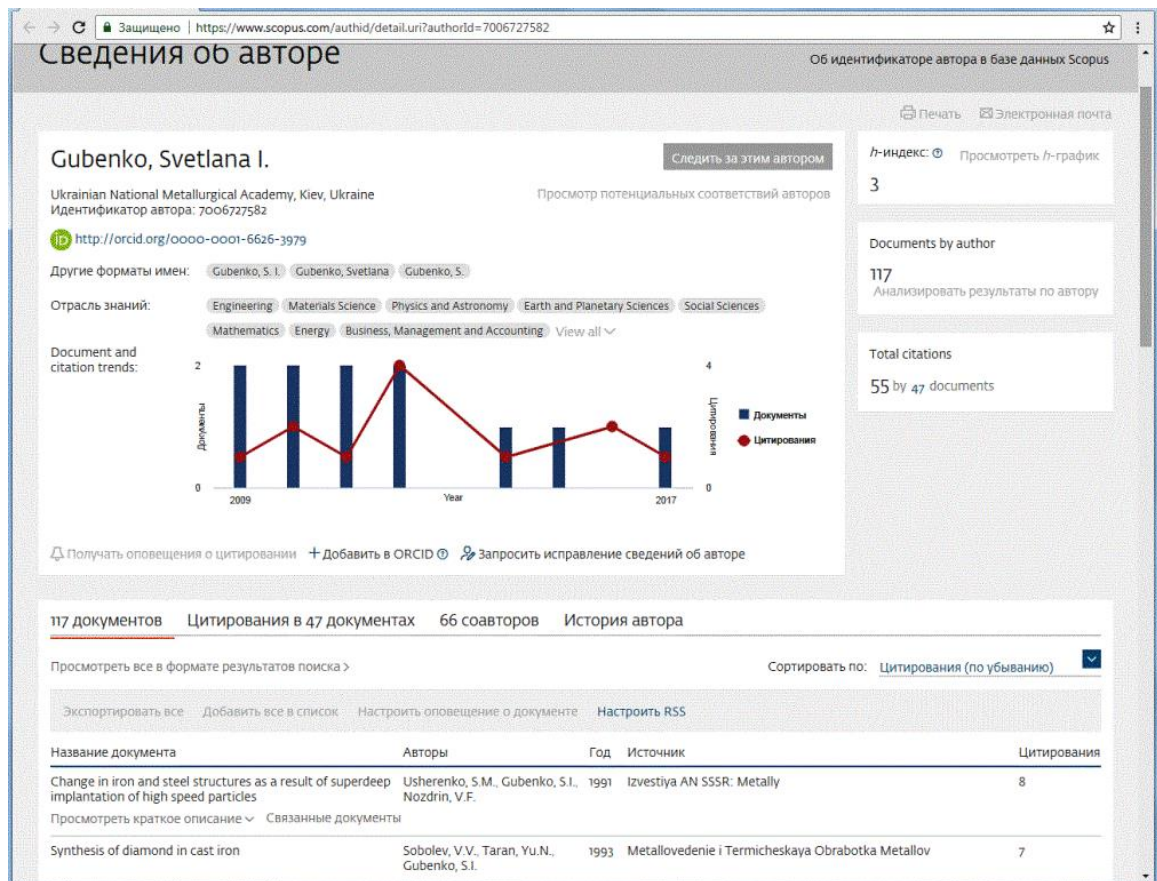 Защищено | https://www.scopus.com/authid/detail.uri?authorId=7006727582
Сведения об авторе
Об идентификаторе автора в базе данных Scopus
Печать Электронная почта
Gubenko, Svetlana I.
Следить за этим автором
Ukrainian National Metallurgical Academy, Kiev, Ukraine
Просмотр потенциальных соответствий авторов
Идентификатор автора: 7006727582
iD http://orcid.org/0000-0001-6626-3979
Другие форматы имен: Gubenko, S. I. Gubenko, Svetlana Gubenko, S.
Отрасль знаний: Engineering Materials Science Physics and Astronomy Earth and Planetary Sciences Social Sciences
Mathematics Energy Business, Management and Accounting View all
Document and
citation trends:
2
4
Документы
Цитирования
Документы
Цитирования
0
0
2009 Year 2017
Получать оповещения о цитировании + Добавить в ORCID Запросить исправление сведений об авторе
h-индекс: Просмотреть h-график
3
Documents by author
117
Анализировать результаты по автору
Total citations
55 by 47 documents
117 документов Цитирования в 47 документах 66 соавторов История автора
Просмотреть все в формате результатов поиска >
Сортировать по: Цитирования (по убыванию)
Экспортировать все Добавить все в список Настроить оповещение о документе Настроить RSS
Название документа Авторы Год Источник Цитирования
Change in iron and steel structures as a result of superdeep Usherenko, S.M., Gubenko, S.I., 1991 Izvestiya AN SSSR: Metally 8
implantation of high speed particles Nozdrin, V.F.
Просмотреть краткое описание Связанные документы
Synthesis of diamond in cast iron Sobolev, V.V., Taran, Yu.N., 1993 Metallovedenie i Termicheskaya Obrabotka Metallov 7
Gubenko, S.I.